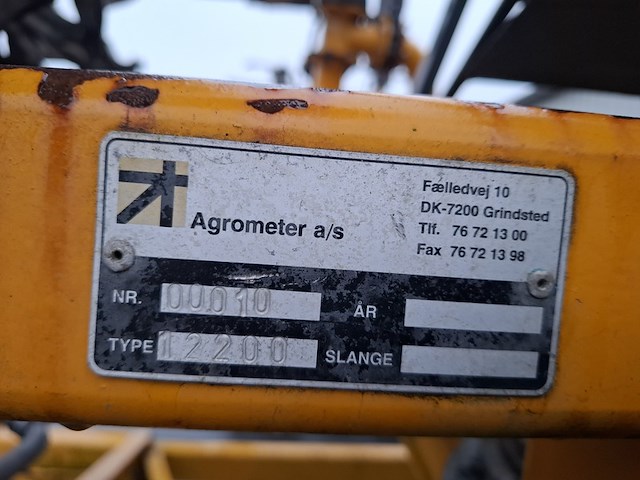 Agrometer a/s
Fælledvej 10
DK-7200 Grindsted
Tlf. 76 72 13 00
Fax 76 72 13 98
NR. 00010 ÅR
TYPE 12200 SLANGE